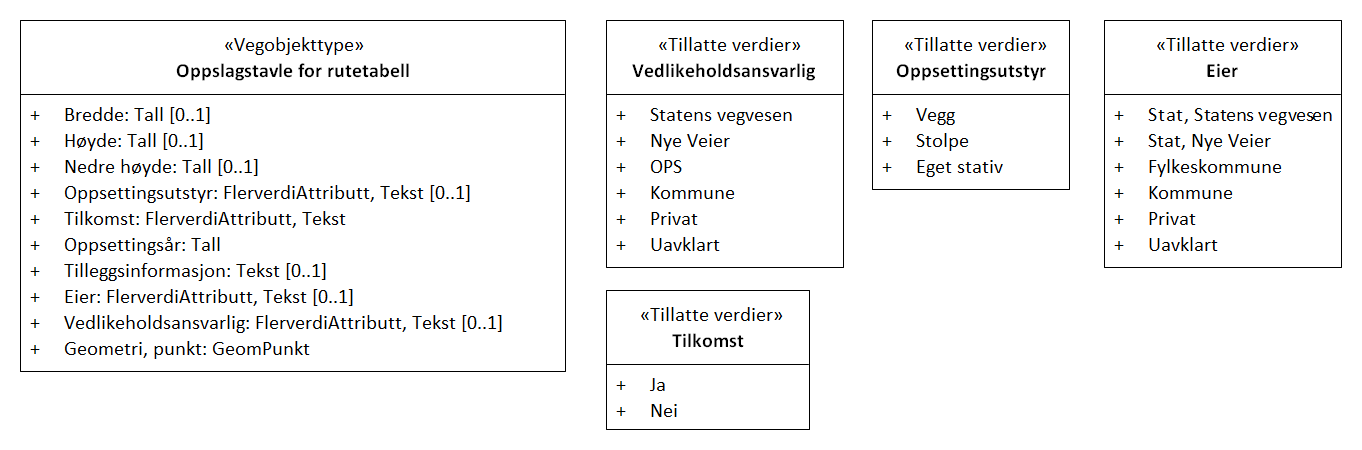 «Vegobjekttype»
Oppslagstavle for rutetabell
+ Bredde: Tall [0..1]
+ Høyde: Tall [0..1]
+ Nedre høyde: Tall [0..1]
+ Oppsettingsutstyr: FlerverdiAttributt, Tekst [0..1]
+ Tilkomst: FlerverdiAttributt, Tekst
+ Oppsettingsår: Tall
+ Tilleggsinformasjon: Tekst [0..1]
+ Eier: FlerverdiAttributt, Tekst [0..1]
+ Vedlikeholdsansvarlig: FlerverdiAttributt, Tekst [0..1]
+ Geometri, punkt: GeomPunkt
«Tillatte verdier»
Vedlikeholdsansvarlig
+ Statens vegvesen
+ Nye Veier
+ OPS
+ Kommune
+ Privat
+ Uavklart
«Tillatte verdier»
Oppsettingsutstyr
+ Vegg
+ Stolpe
+ Eget stativ
«Tillatte verdier»
Eier
+ Stat, Statens vegvesen
+ Stat, Nye Veier
+ Fylkeskommune
+ Kommune
+ Privat
+ Uavklart
«Tillatte verdier»
Tilkomst
+ Ja
+ Nei